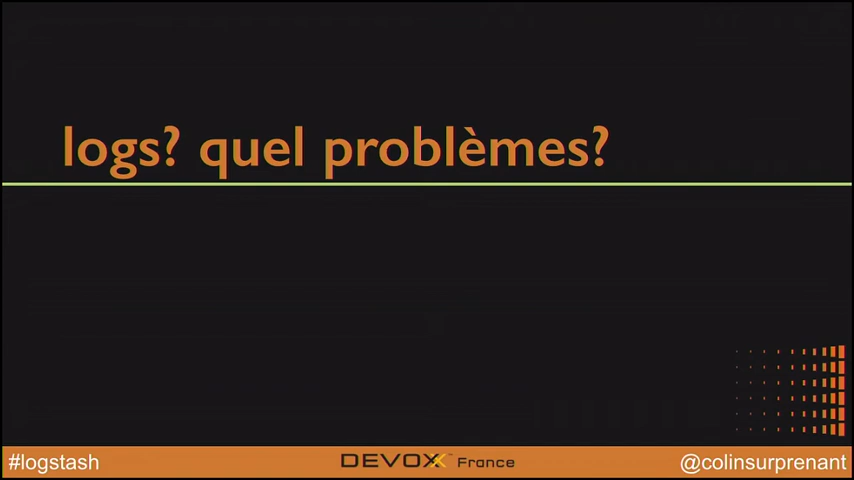 logs? quel problèmes?
#logstash
DEVOXX France
@colinsurprenant